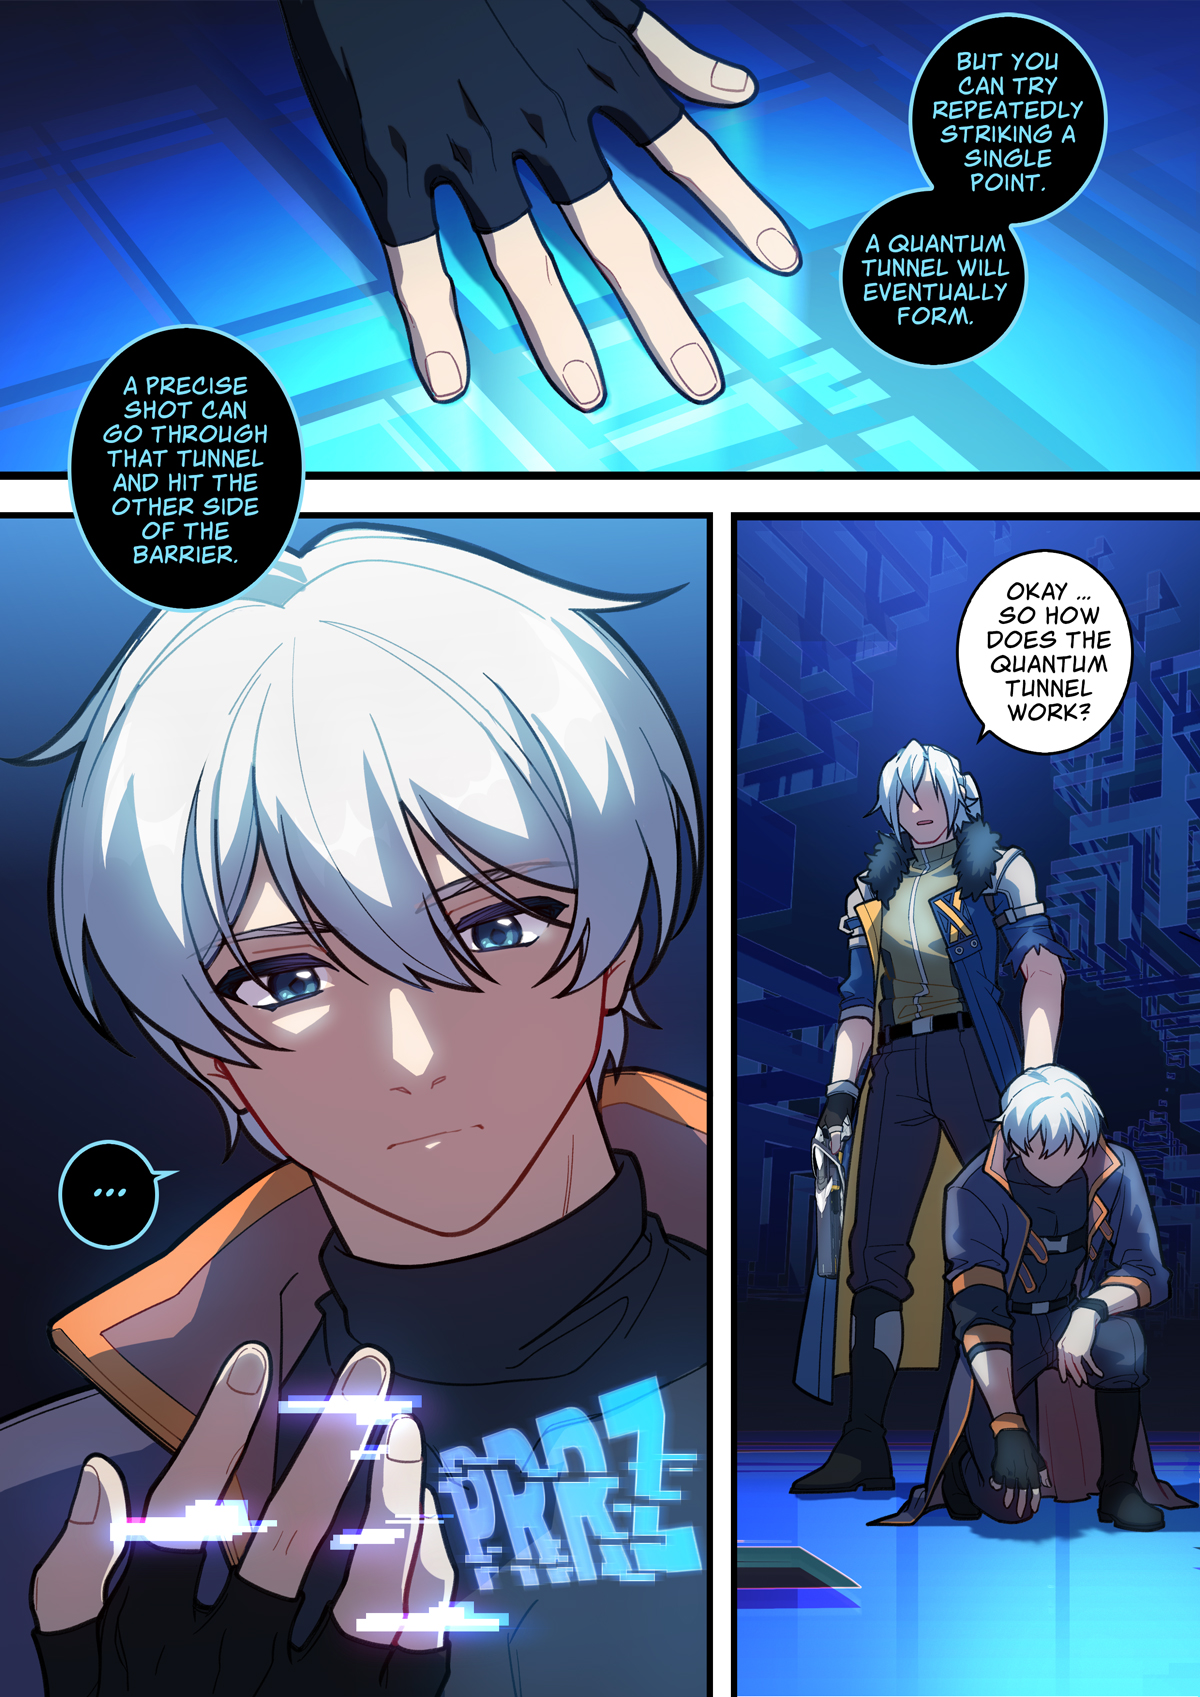 BUT YOU
CAN TRY
REPEATEDLY
STRIKING A
SINGLE
POINT.
A QUANTUM
TUNNEL WILL
EVENTUALLY
FORM.
A PRECISE
SHOT CAN
GO THROUGH
THAT TUNNEL
AND HIT THE
OTHER SIDE
OF THE
BARRIER.
OKAY ...
SO HOW
DOES THE
QUANTUM
TUNNEL
WORK?
...
PRRZ